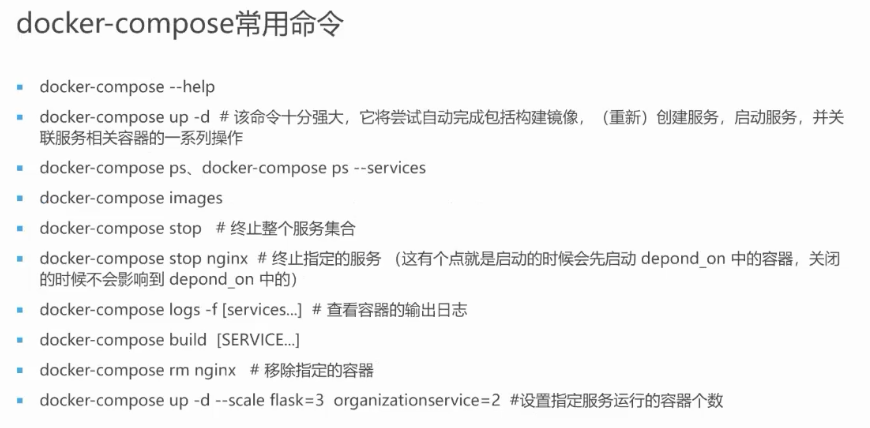 docker-compose常用命令
docker-compose --help
docker-compose up -d  # 该命令十分强大，它将尝试自动完成包括构建镜像，（重新）创建服务，启动服务，并关
联服务相关容器的一系列操作
docker-compose ps、docker-compose ps --services
docker-compose images
docker-compose stop  # 终止整个服务集合
docker-compose stop nginx  # 终止指定的服务 （这有个点就是启动的时候会先启动 depond_on 中的容器，关闭
的时候不会影响到 depond_on 中的）
docker-compose logs -f [services...]  # 查看容器的输出日志
docker-compose build  [SERVICE...]
docker-compose rm nginx  # 移除指定的容器
docker-compose up -d --scale flask=3  organizationservice=2  #设置指定服务运行的容器个数